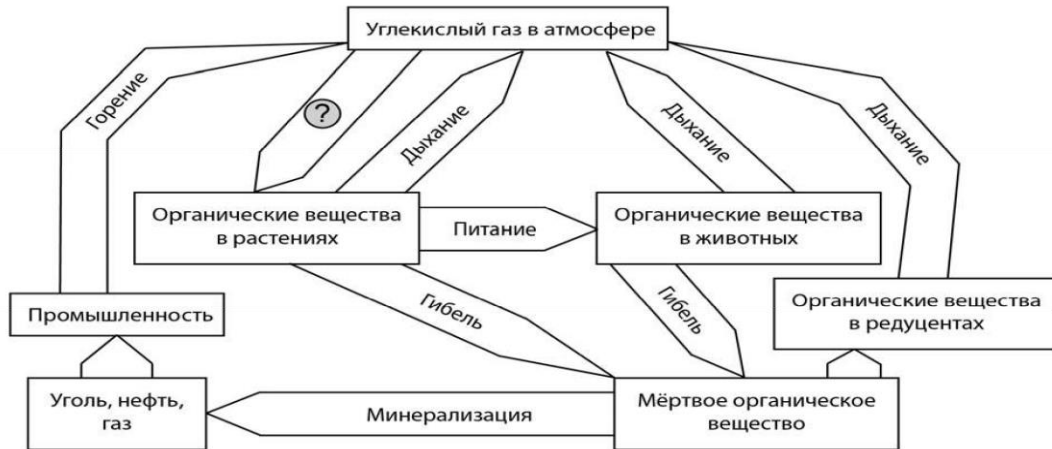 Углекислый газ в атмосфере
Горение
?
Дыхание
Дыхание
Дыхание
Органические вещества
в растениях
Питание
Органические вещества
в животных
Гибель
Гибель
Промышленность
Органические вещества
в редуцентах
Уголь, нефть,
газ
Минерализация
Мёртвое органическое
вещество